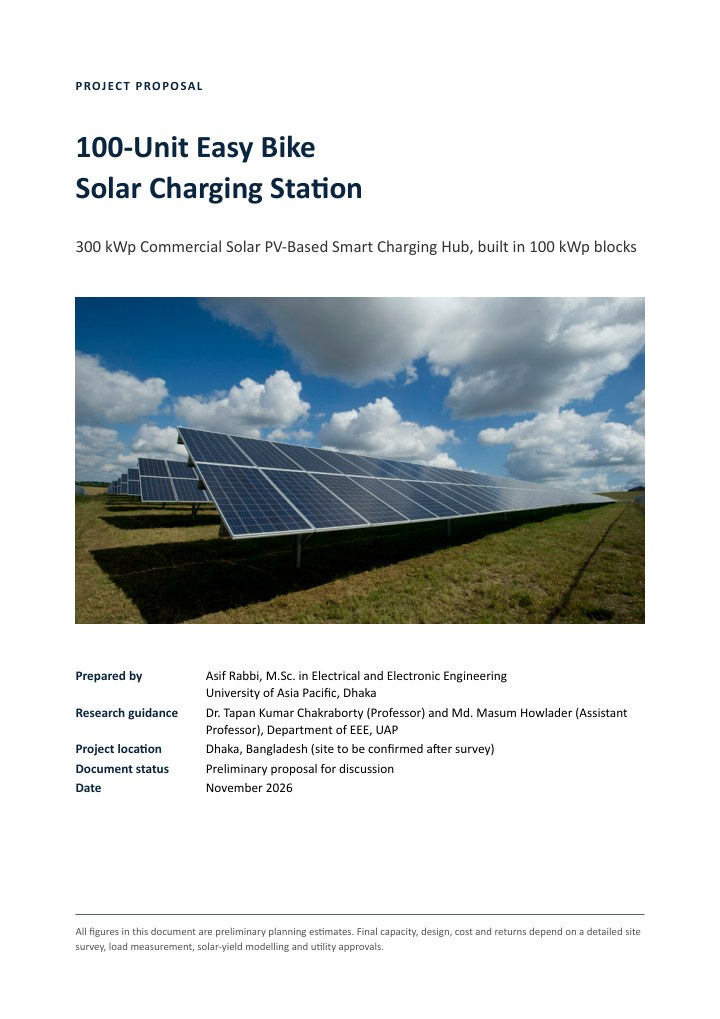 PROJECT PROPOSAL
100-Unit Easy Bike
Solar Charging Station
300 kWp Commercial Solar PV-Based Smart Charging Hub, built in 100 kWp blocks
Prepared by Asif Rabbi, M.Sc. in Electrical and Electronic Engineering
University of Asia Pacific, Dhaka
Research guidance Dr. Tapan Kumar Chakraborty (Professor) and Md. Masum Howlader (Assistant
Professor), Department of EEE, UAP
Project location Dhaka, Bangladesh (site to be confirmed after survey)
Document status Preliminary proposal for discussion
Date November 2026
All figures in this document are preliminary planning estimates. Final capacity, design, cost and returns depend on a detailed site
survey, load measurement, solar-yield modelling and utility approvals.